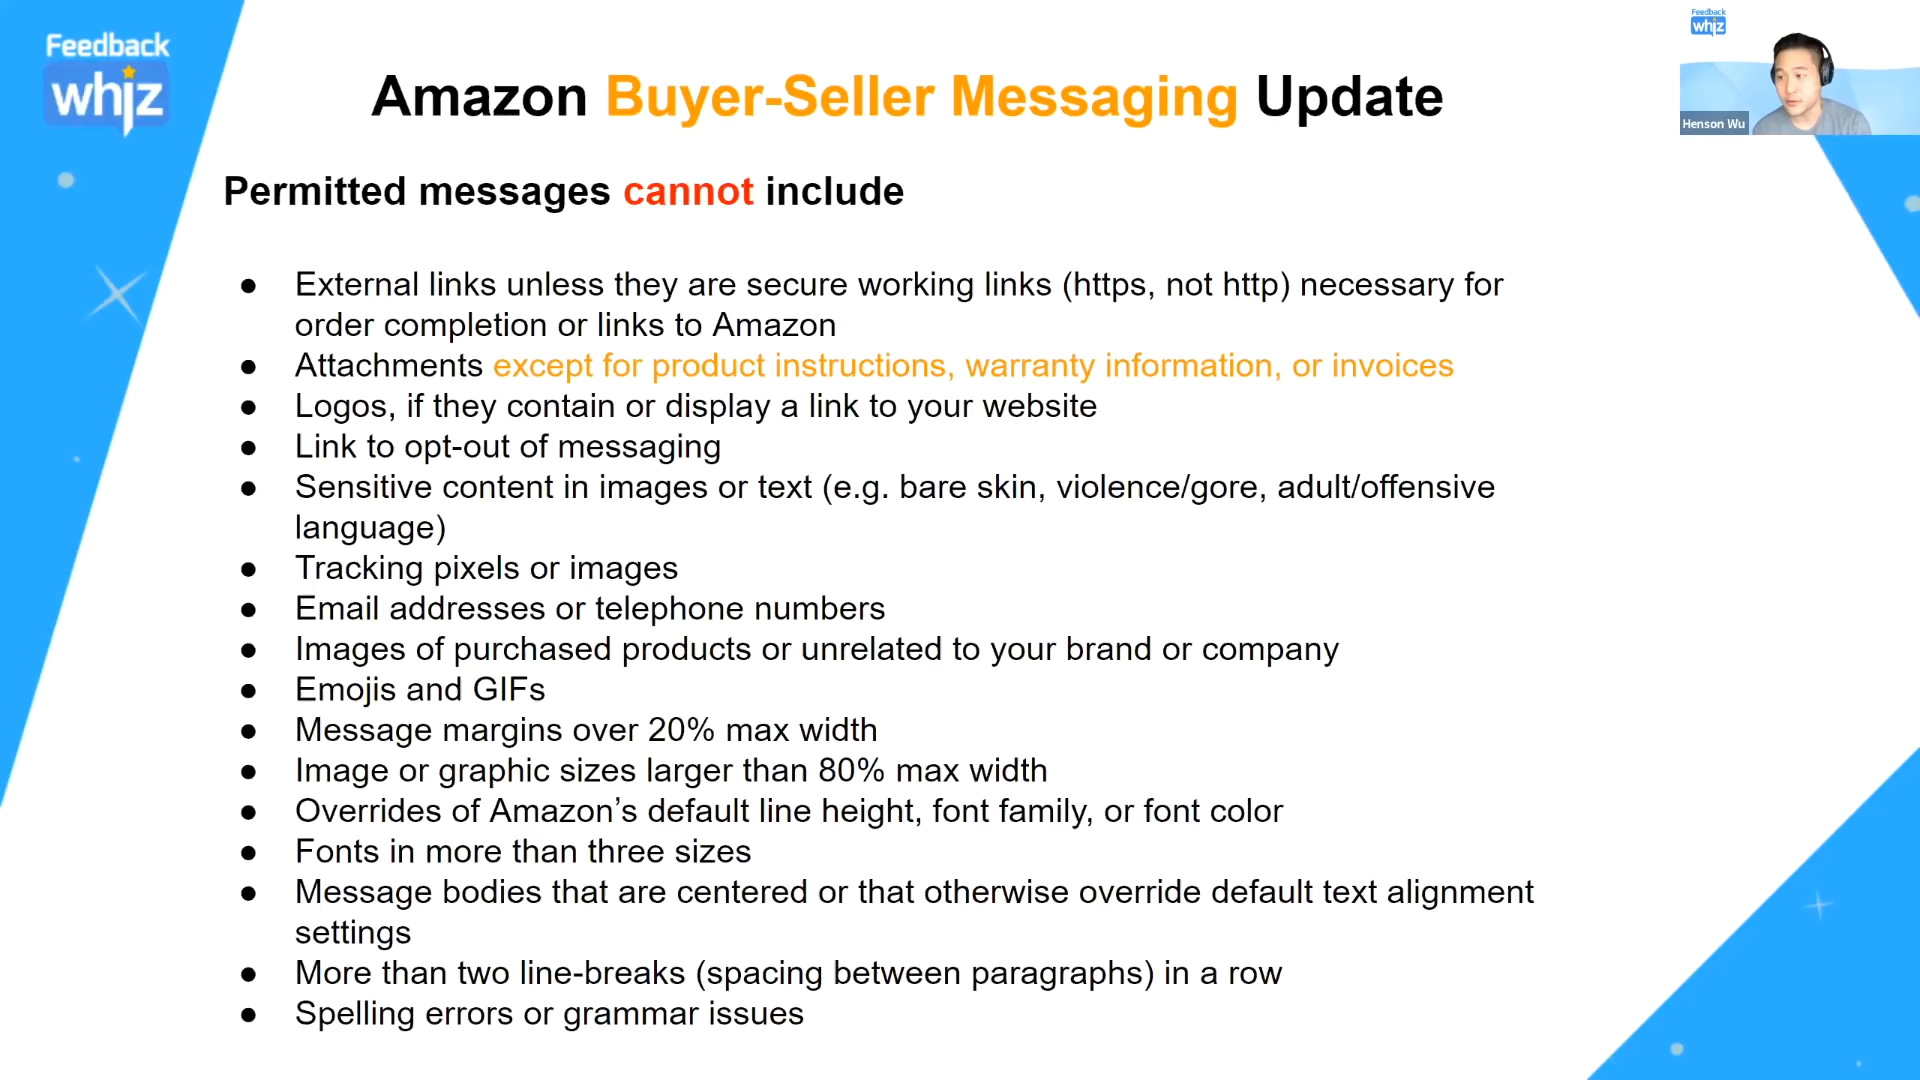 Feedback
whiz
Feedback
whiz
Henson Wu
Amazon Buyer-Seller Messaging Update
Permitted messages cannot include
● External links unless they are secure working links (https, not http) necessary for
order completion or links to Amazon
● Attachments except for product instructions, warranty information, or invoices
● Logos, if they contain or display a link to your website
● Link to opt-out of messaging
● Sensitive content in images or text (e.g. bare skin, violence/gore, adult/offensive
language)
● Tracking pixels or images
● Email addresses or telephone numbers
● Images of purchased products or unrelated to your brand or company
● Emojis and GIFs
● Message margins over 20% max width
● Image or graphic sizes larger than 80% max width
● Overrides of Amazon’s default line height, font family, or font color
● Fonts in more than three sizes
● Message bodies that are centered or that otherwise override default text alignment
settings
● More than two line-breaks (spacing between paragraphs) in a row
● Spelling errors or grammar issues